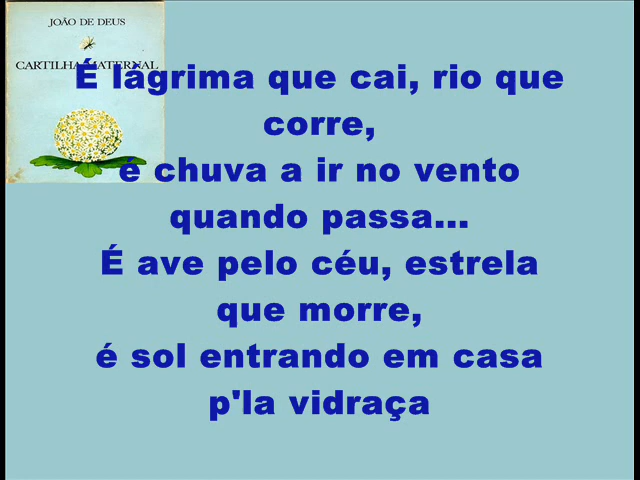 JOÃO DE DEUS
CARTILHA MATERNAL
É lágrima que cai, rio que
corre,
é chuva a ir no vento
quando passa...
É ave pelo céu, estrela
que morre,
é sol entrando em casa
p'la vidraça